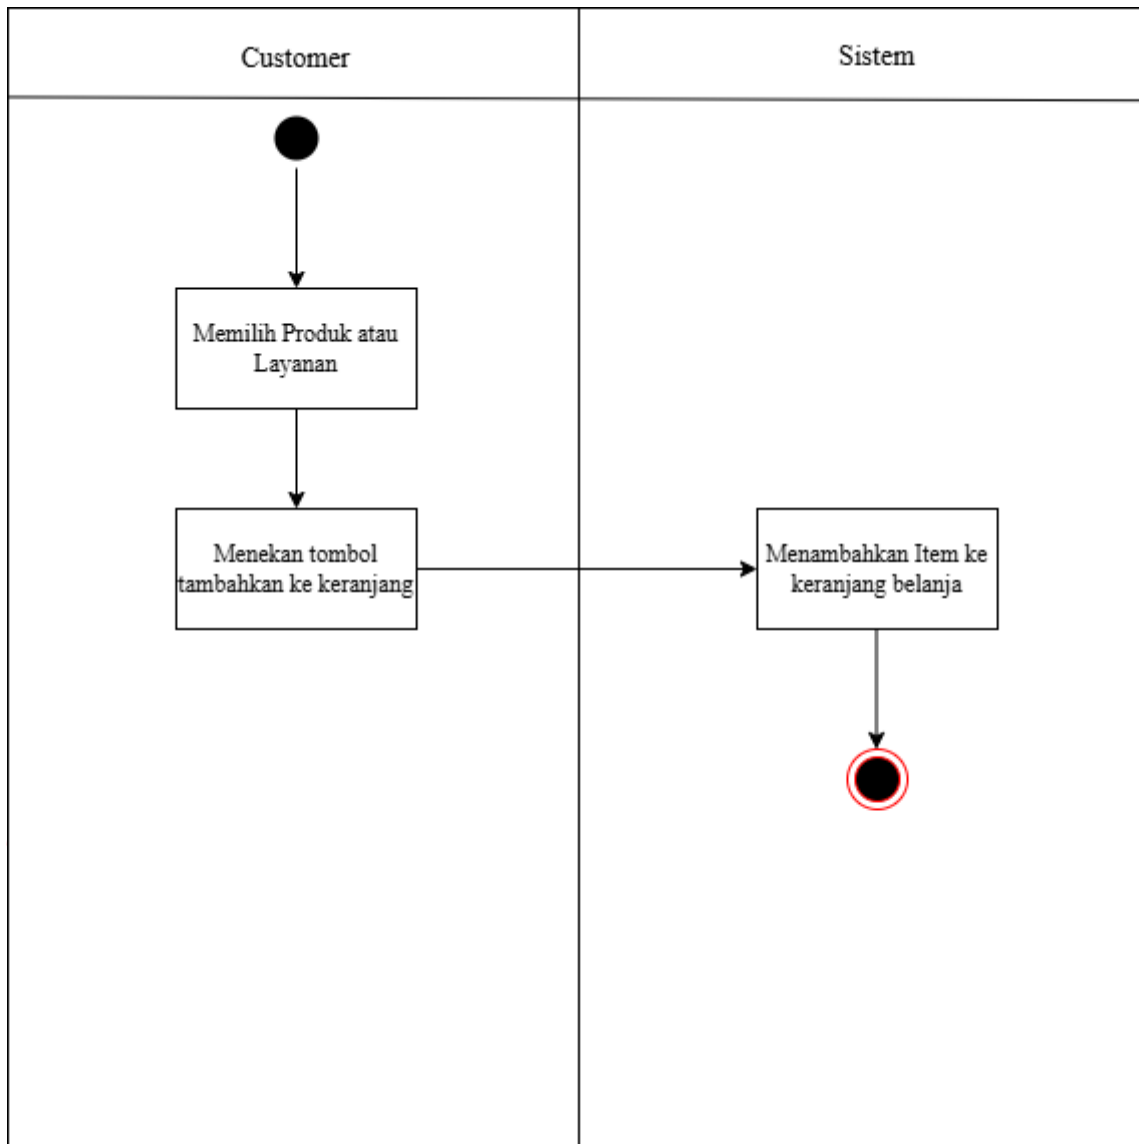 Customer
Sistem
Memilih Produk atau
Layanan
Menekan tombol
tambahkan ke keranjang
Menambahkan Item ke
keranjang belanja